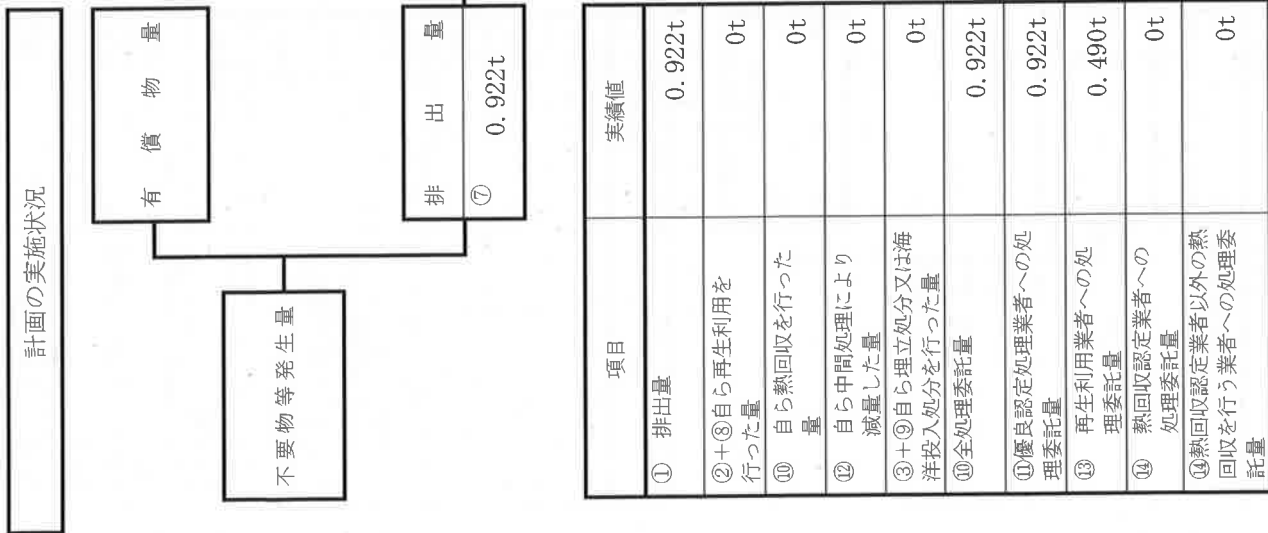 計画の実施状況
有償物量
不要物等発生量
排出量
⑦
0.922t
項目
実績値
① 排出量
0.922t
②+⑧自ら再生利用を
行った量
0t
⑩ 自ら熱回収を行った
量
0t
⑫ 自ら中間処理により
減量した量
0t
③+⑨自ら埋立処分又は海
洋投入処分を行った量
0t
⑩全処理委託量
0.922t
⑪優良認定処理業者への処
理委託量
0.922t
⑬ 再生利用業者への処
理委託量
0.490t
⑭ 熱回収認定業者への
処理委託量
0t
⑭熱回収認定業者以外の熱
回収を行う業者への処理委
託量
0t